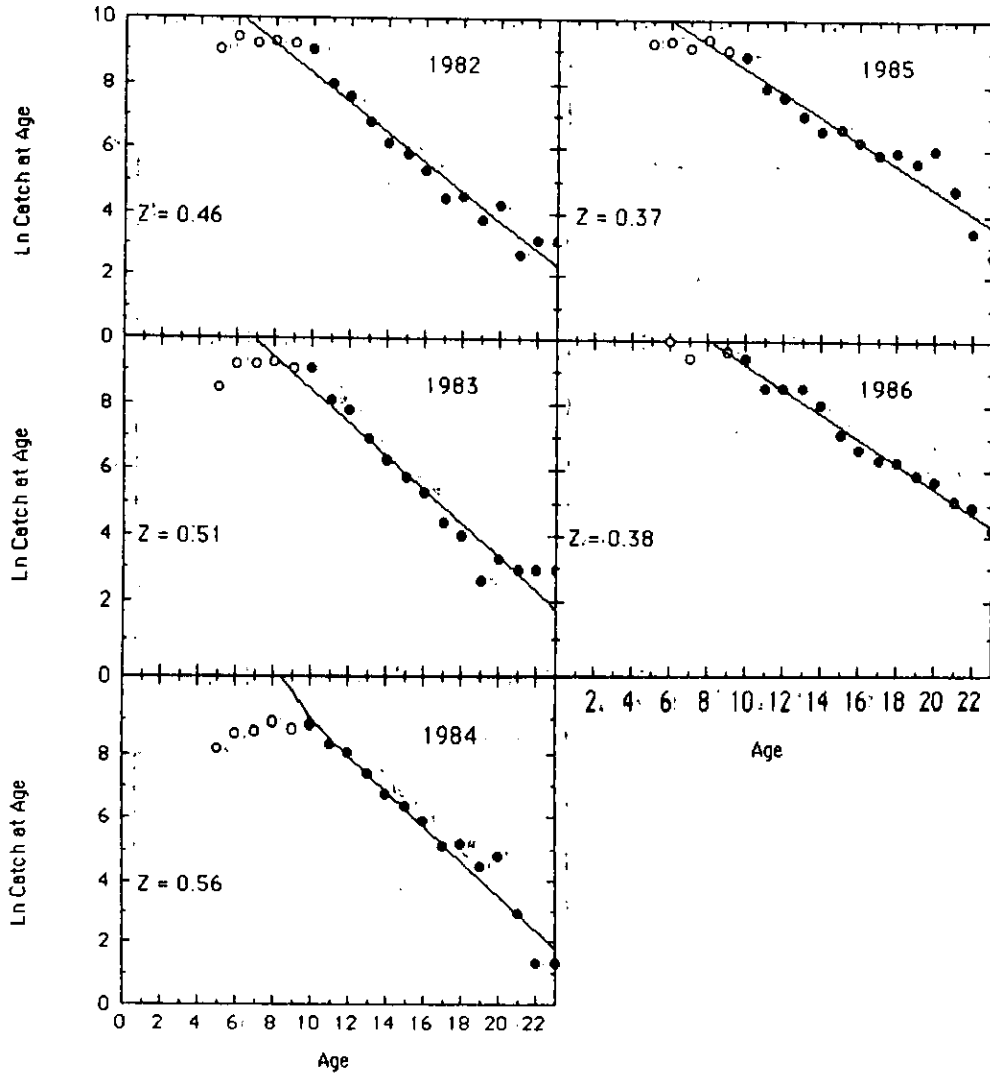 10
8
6
4
2
0
Ln Catch at Age
1982
Z = 0.46
1985
Z = 0.37
8
6
4
2
0
Ln Catch at Age
1983
Z = 0.51
1986
Z = 0.38
2 4 6 8 10 12 14 16 18 20 22
Age
8
6
4
2
0
Ln Catch at Age
1984
Z = 0.56
0 2 4 6 8 10 12 14 16 18 20 22
Age